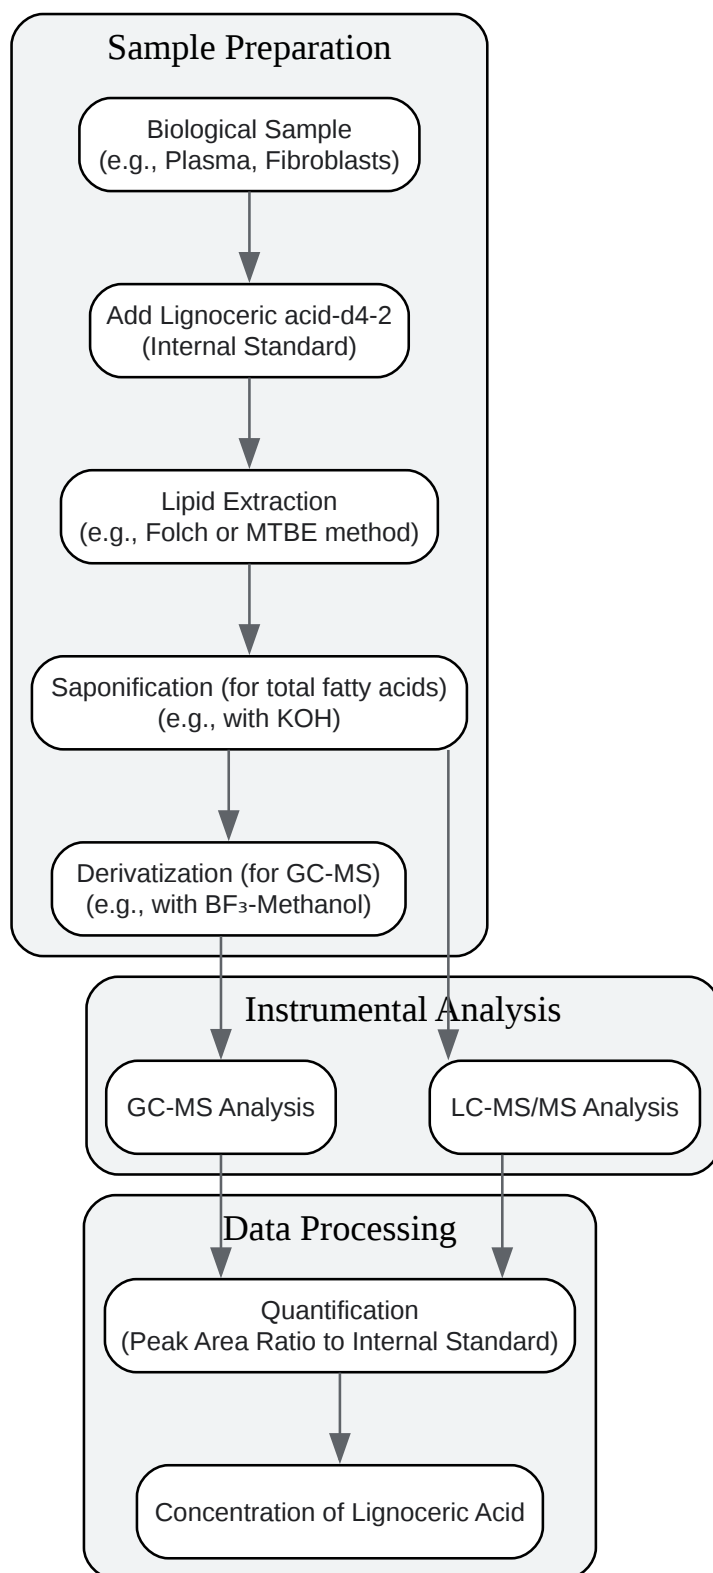 Sample Preparation
Biological Sample
(e.g., Plasma, Fibroblasts)
Add Lignoceric acid-d4-2
(Internal Standard)
Lipid Extraction
(e.g., Folch or MTBE method)
Saponification (for total fatty acids)
(e.g., with KOH)
Derivatization (for GC-MS)
(e.g., with BF₃-Methanol)
Instrumental Analysis
GC-MS Analysis
LC-MS/MS Analysis
Data Processing
Quantification
(Peak Area Ratio to Internal Standard)
Concentration of Lignoceric Acid